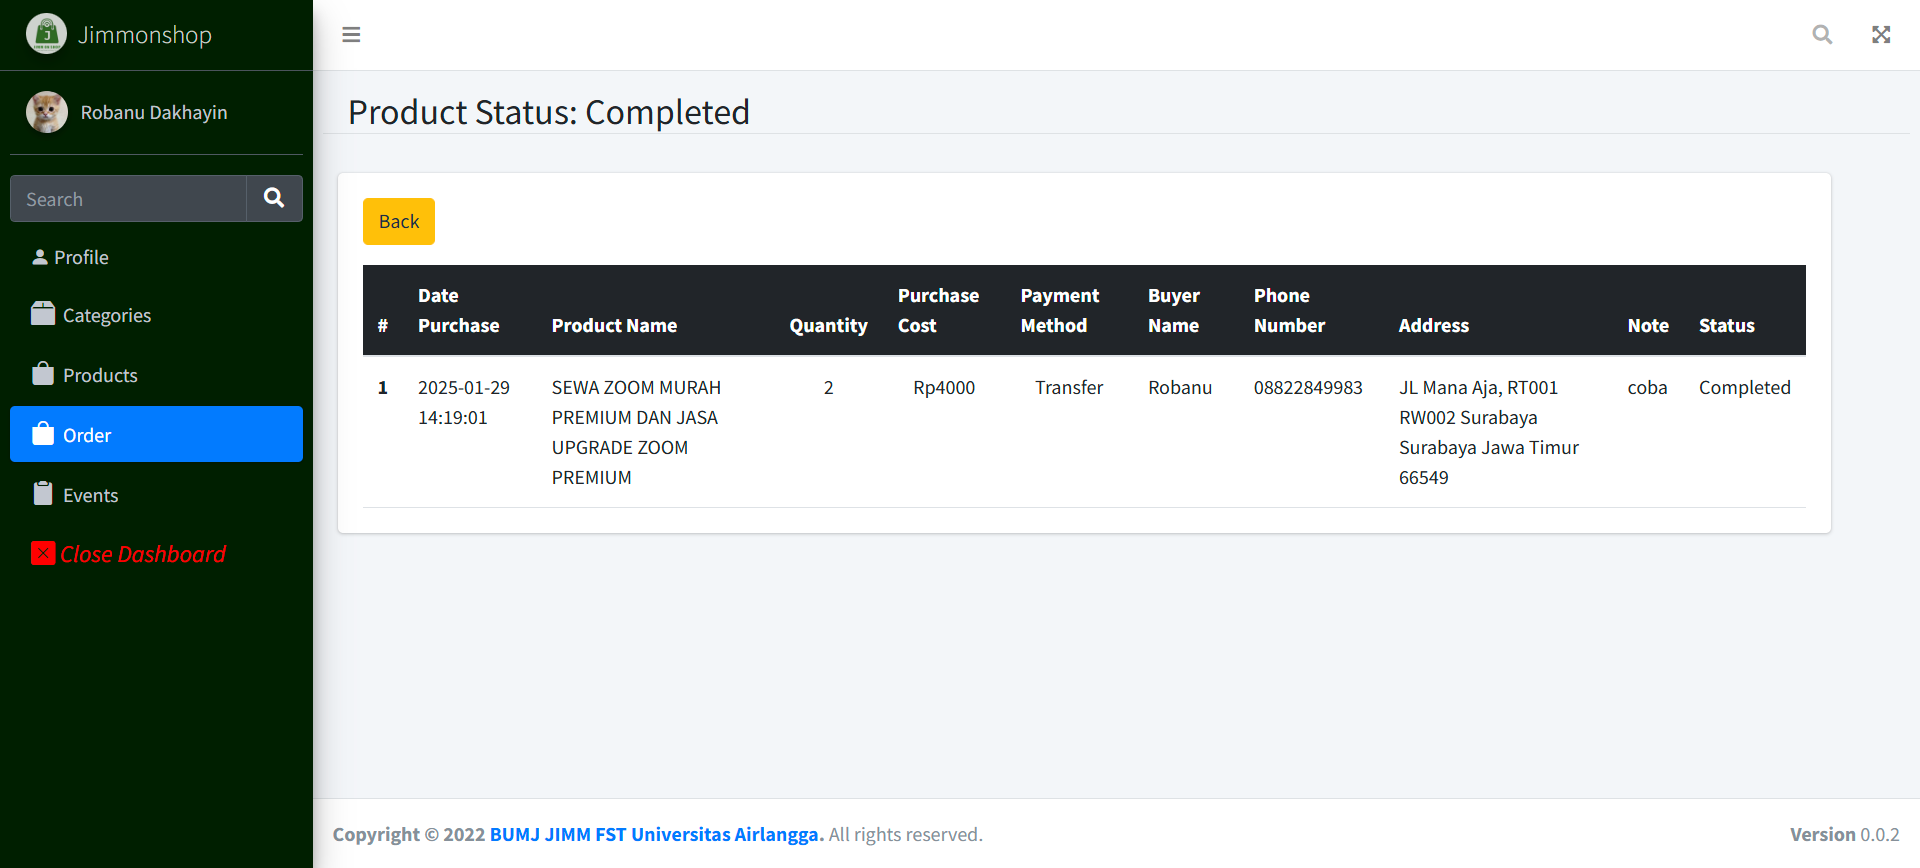 Jimmonshop
Robanu Dakhayin
Search
Profile
Categories
Products
Order
Events
Close Dashboard
Product Status: Completed
Back
# Date Purchase Product Name Quantity Purchase Cost Payment Method Buyer Name Phone Number Address Note Status
1 2025-01-29 SEWA ZOOM MURAH 2 Rp4000 Transfer Robanu 08822849983 JL Mana Aja, RT001 coba Completed
14:19:01 PREMIUM DAN JASA RW002 Surabaya
UPGRADE ZOOM Surabaya Jawa Timur
PREMIUM 66549
Copyright © 2022 BUMJ JIMM FST Universitas Airlangga. All rights reserved.
Version 0.0.2